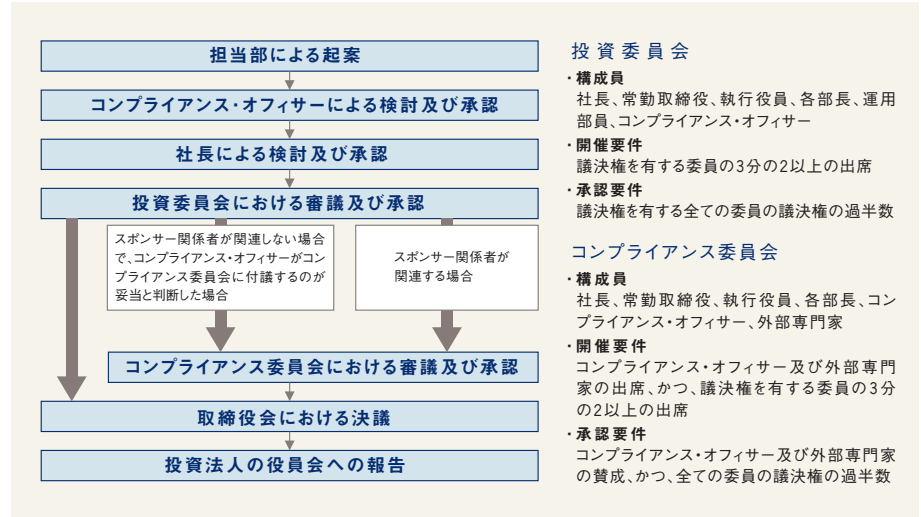 担当部による起案
コンプライアンス・オフィサーによる検討及び承認
社長による検討及び承認
投資委員会における審議及び承認
スポンサー関係者が関連しない場合
で、コンプライアンス・オフィサーがコン
プライアンス委員会に付議するのが
妥当と判断した場合
スポンサー関係者が
関連する場合
コンプライアンス委員会における審議及び承認
取締役会における決議
投資法人の役員会への報告
投資委員会
・構成員
社長、常勤取締役、執行役員、各部長、運用
部員、コンプライアンス・オフィサー
・開催要件
議決権を有する委員の3分の2以上の出席
・承認要件
議決権を有する全ての委員の議決権の過半数
コンプライアンス委員会
・構成員
社長、常勤取締役、執行役員、各部長、コン
プライアンス・オフィサー、外部専門家
・開催要件
コンプライアンス・オフィサー及び外部専門
家の出席、かつ、議決権を有する委員の3分
の2以上の出席
・承認要件
コンプライアンス・オフィサー及び外部専門家
の賛成、かつ、全ての委員の議決権の過半数